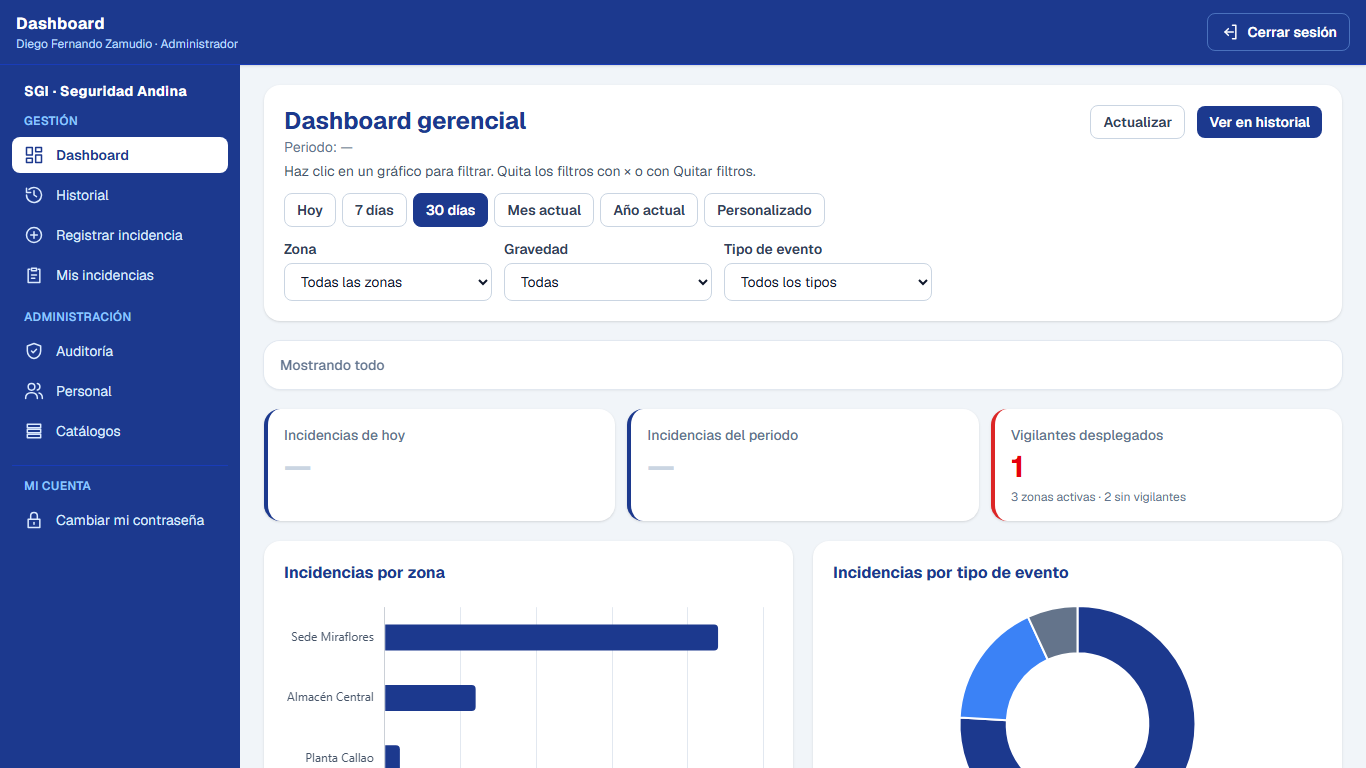 Dashboard
Diego Fernando Zamudio · Administrador
Cerrar sesión
SGI · Seguridad Andina
GESTIÓN
Dashboard
Historial
Registrar incidencia
Mis incidencias
ADMINISTRACIÓN
Auditoría
Personal
Catálogos
MI CUENTA
Cambiar mi contraseña
Dashboard gerencial
Actualizar
Ver en historial
Periodo: —
Haz clic en un gráfico para filtrar. Quita los filtros con × o con Quitar filtros.
Hoy
7 días
30 días
Mes actual
Año actual
Personalizado
Zona
Gravedad
Tipo de evento
Todas las zonas
Todas
Todos los tipos
Mostrando todo
Incidencias de hoy
—
Incidencias del periodo
—
Vigilantes desplegados
1
3 zonas activas · 2 sin vigilantes
Incidencias por zona
Sede Miraflores
Almacén Central
Planta Callao
Incidencias por tipo de evento